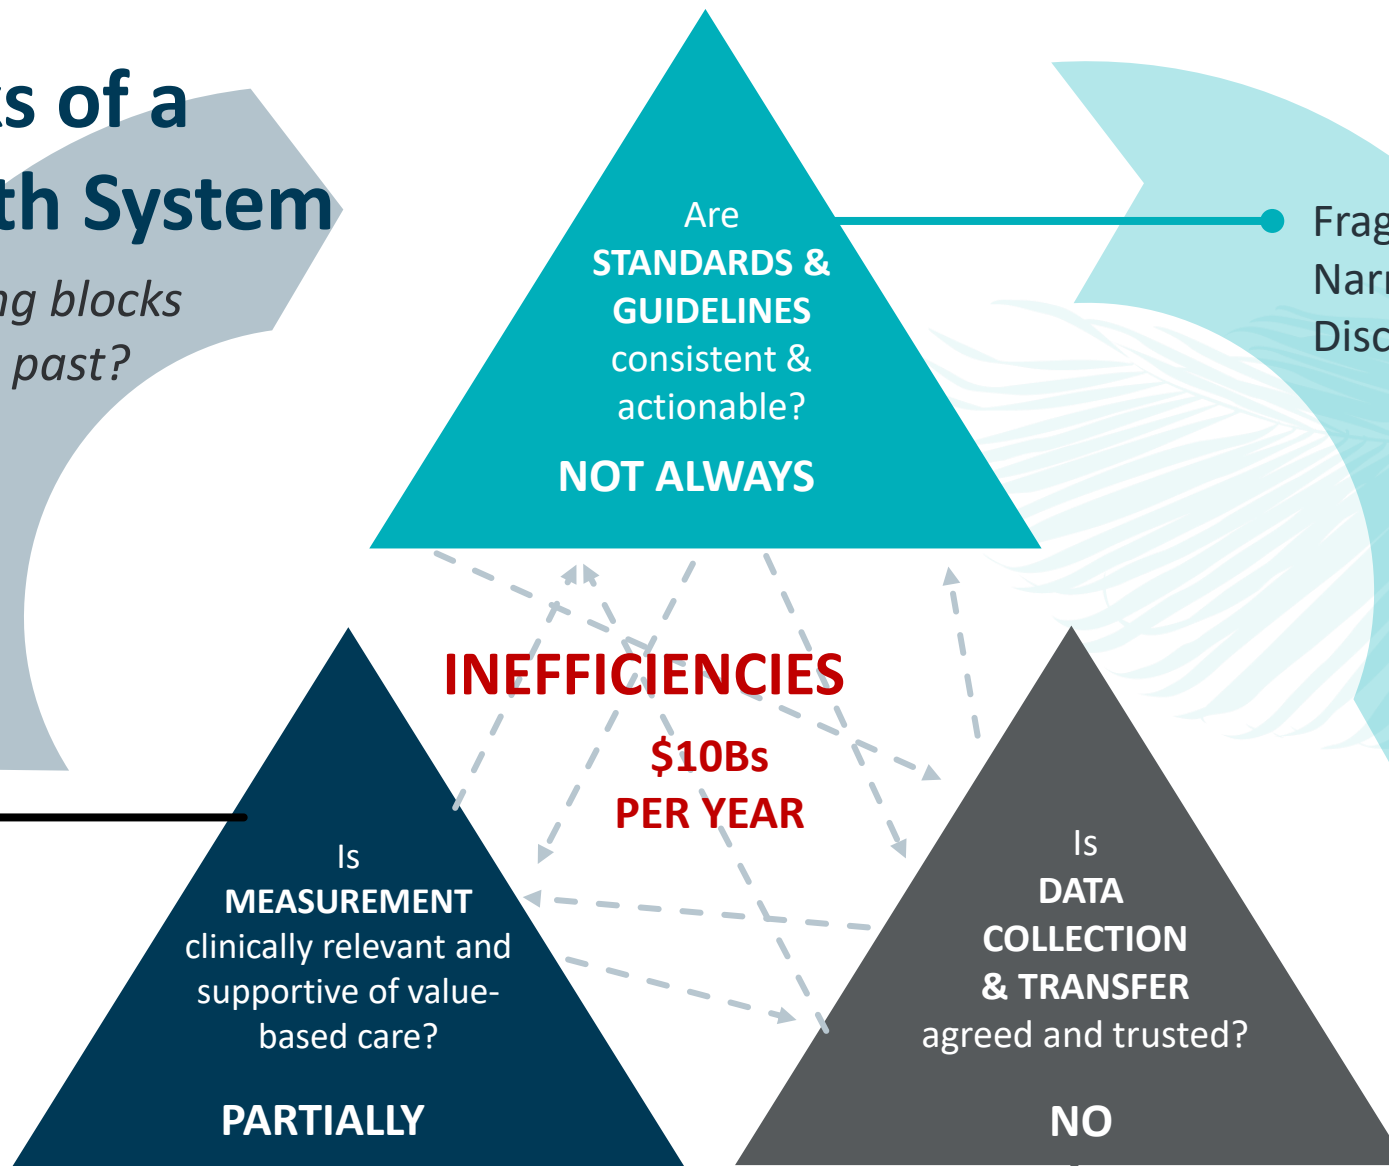 of a
System
blocks
past?
Are
STANDARDS &
GUIDELINES
consistent &
actionable?
NOT ALWAYS
INEFFICIENCIES
$10Bs
PER YEAR
Is
MEASUREMENT
clinically relevant and
supportive of value-
based care?
PARTIALLY
Is
DATA
COLLECTION
& TRANSFER
agreed and trusted?
NO